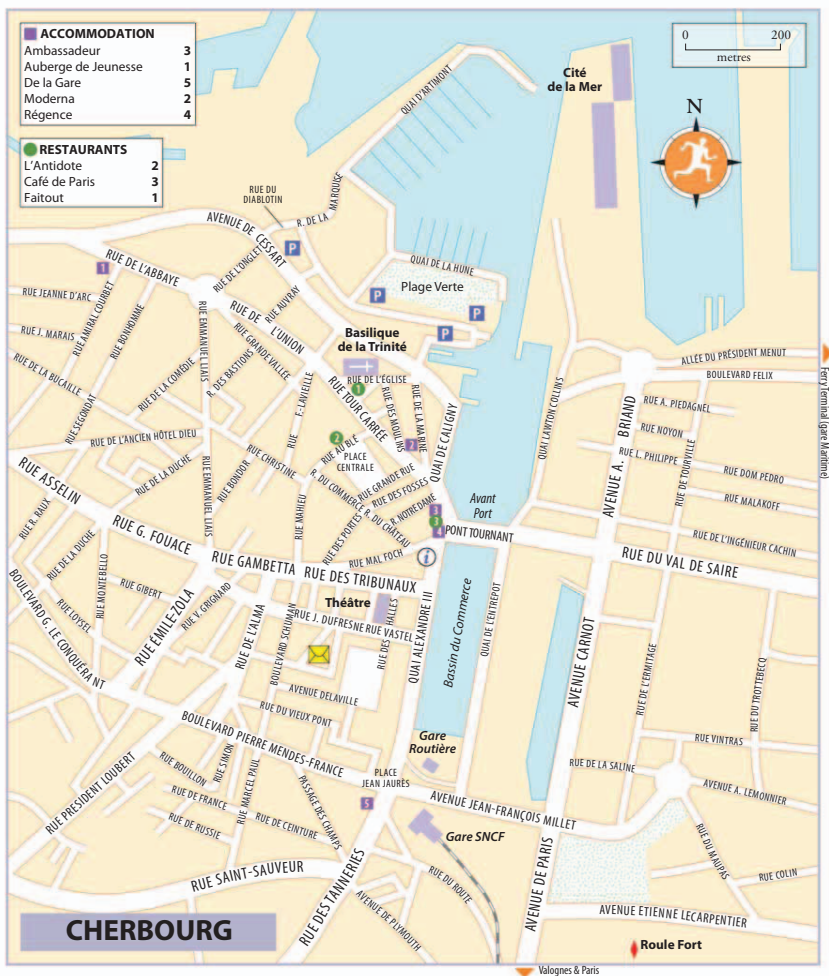 ACCOMMODATION
Ambassadeur 3
Auberge de Jeunesse 1
De la Gare 5
Moderna 2
Régence 4
RESTAURANTS
L'Antidote 2
Café de Paris 3
Faitout 1
0 200
metres
N
Cité
de la Mer
QUAI D'ARTIMONT
RUE DU
DIABLOTIN
R. DE LA
MARQUISE
AVENUE DE CESSART
P
QUAI DE LA HUNE
Plage Verte
P
P
P
1
RUE DE L'ABBAYE
RUE DE L'ONGLET
RUE AUVRAY
RUE JEANNE D'ARC
RUE AMIRAL COURBET
RUE BONHOMME
RUE J. MARAIS
RUE EMMANUEL LIAIS
RUE DE L'UNION
RUE GRANDE VALLÉE
R. DES BASTIONS
RUE DE LA COMÉDIE
RUE DE LA BUCAILLE
RUE SEGONDAT
Basilique
de la Trinité
RUE DE L'ÉGLISE
1
RUE TOUR CARRÉE
RUE DES MOULINS
RUE DE LA MARINE
2
QUAI DE CALIGNY
RUE F.-LAVIEILLE
2
RUE AU BLÉ
PLACE
CENTRALE
RUE GRANDE RUE
RUE DES FOSSES
R. NOTRE DAME
R. DU COMMERCE
R. DU CHÂTEAU
RUE DES PORTES
RUE MAHIEU
RUE CHRISTINE
RUE BONDOR
RUE DE L'ANCIEN HÔTEL DIEU
RUE DE LA DUCHE
RUE EMMANUEL LIAIS
RUE ASSELIN
RUE G. FOUACE
RUE GAMBETTA
RUE DES TRIBUNAUX
RUE MAL FOCH
3
3
4
i
Avant
Port
PONT TOURNANT
QUAI LAWTON COLLINS
ALLÉE DU PRÉSIDENT MENUT
BOULEVARD FELIX
Ferry Terminal (gare Maritime)
AVENUE A. BRIAND
RUE A. PIEDAGNEL
RUE NOYON
RUE L. PHILIPPE
RUE DE TOURVILLE
RUE DOM PEDRO
RUE MALAKOFF
RUE DE L'INGÉNIEUR CACHIN
RUE DU VAL DE SAIRE
RUE R. RAUX
RUE DE LA DUCHE
RUE MONTEBELLO
RUE LOYSEL
RUE GIBERT
RUE V. GRIGNARD
RUE ÉMILE-ZOLA
BOULEVARD G. LE CONQUÉRANT
RUE DE L'ALMA
BOULEVARD SCHUMAN
Théâtre
RUE J. DUFRESNE
RUE VASTEL
RUE DES HALLES
QUAI ALEXANDRE III
Bassin du Commerce
QUAI DE L'ENTREPÔT
AVENUE CARNOT
RUE DE L'ERMITAGE
RUE DU TROTTEBECQ
RUE VINTRAS
RUE DE LA SALINE
AVENUE A. LEMONNIER
AVENUE DELAVILLE
RUE DU VIEUX PONT
BOULEVARD PIERRE MENDES-FRANCE
Gare
Routière
PLACE
JEAN JAURÈS
5
AVENUE JEAN-FRANÇOIS MILLET
RUE PRÉSIDENT LOUBERT
RUE BOUILLON
RUE SIMON
RUE MARCEL PAUL
RUE DE FRANCE
RUE DE RUSSIE
RUE DE CEINTURE
PASSAGE DES CHAMPS
Gare SNCF
RUE DU ROUTE
RUE DES TANNERIES
AVENUE DE PLYMOUTH
RUE SAINT-SAUVEUR
AVENUE DE PARIS
RUE DU MAUPAS
RUE COLIN
AVENUE ETIENNE LECARPENTIER
Roule Fort
CHERBOURG
Valognes & Paris